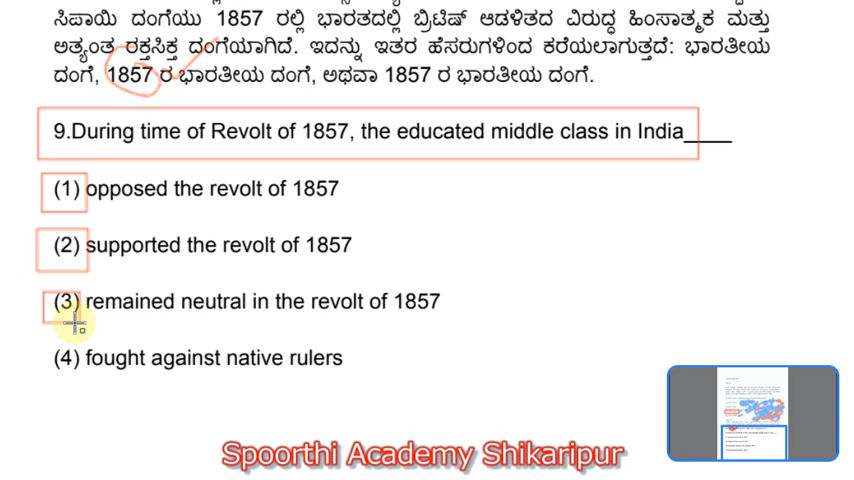 ಸಿಪಾಯಿ ದಂಗೆಯು 1857 ರಲ್ಲಿ ಭಾರತದಲ್ಲಿ ಬ್ರಿಟಿಷ್ ಆಡಳಿತದ ವಿರುದ್ಧ ಹಿಂಸಾತ್ಮಕ ಮತ್ತು
ಅತ್ಯಂತ ರಕ್ತಸಿಕ್ತ ದಂಗೆಯಾಗಿದೆ. ಇದನ್ನು ಇತರ ಹೆಸರುಗಳಿಂದ ಕರೆಯಲಾಗುತ್ತದೆ: ಭಾರತೀಯ
ದಂಗೆ, 1857 ರ ಭಾರತೀಯ ದಂಗೆ, ಅಥವಾ 1857 ರ ಭಾರತೀಯ ದಂಗೆ.
9.During time of Revolt of 1857, the educated middle class in India____
(1) opposed the revolt of 1857
(2) supported the revolt of 1857
(3) remained neutral in the revolt of 1857
(4) fought against native rulers
Spoorthi Academy Shikaripur